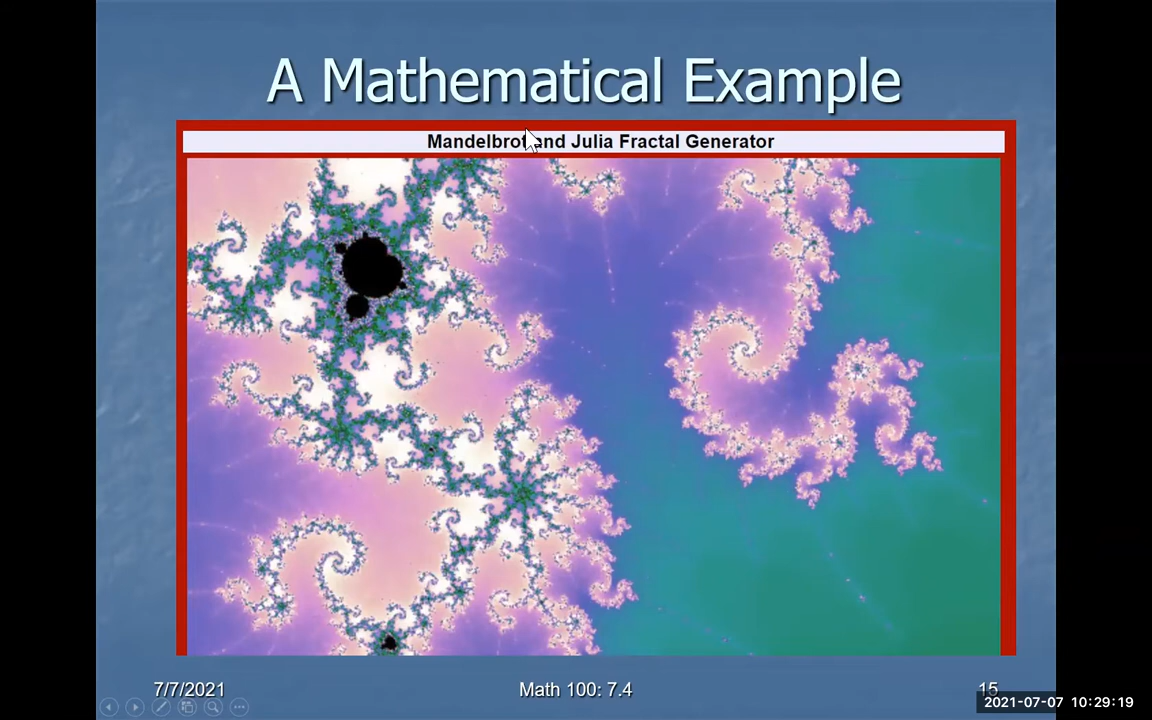 A Mathematical Example
Mandelbrot and Julia Fractal Generator
7/7/2021
Math 100: 7.4
15
2021-07-07 10:29:19